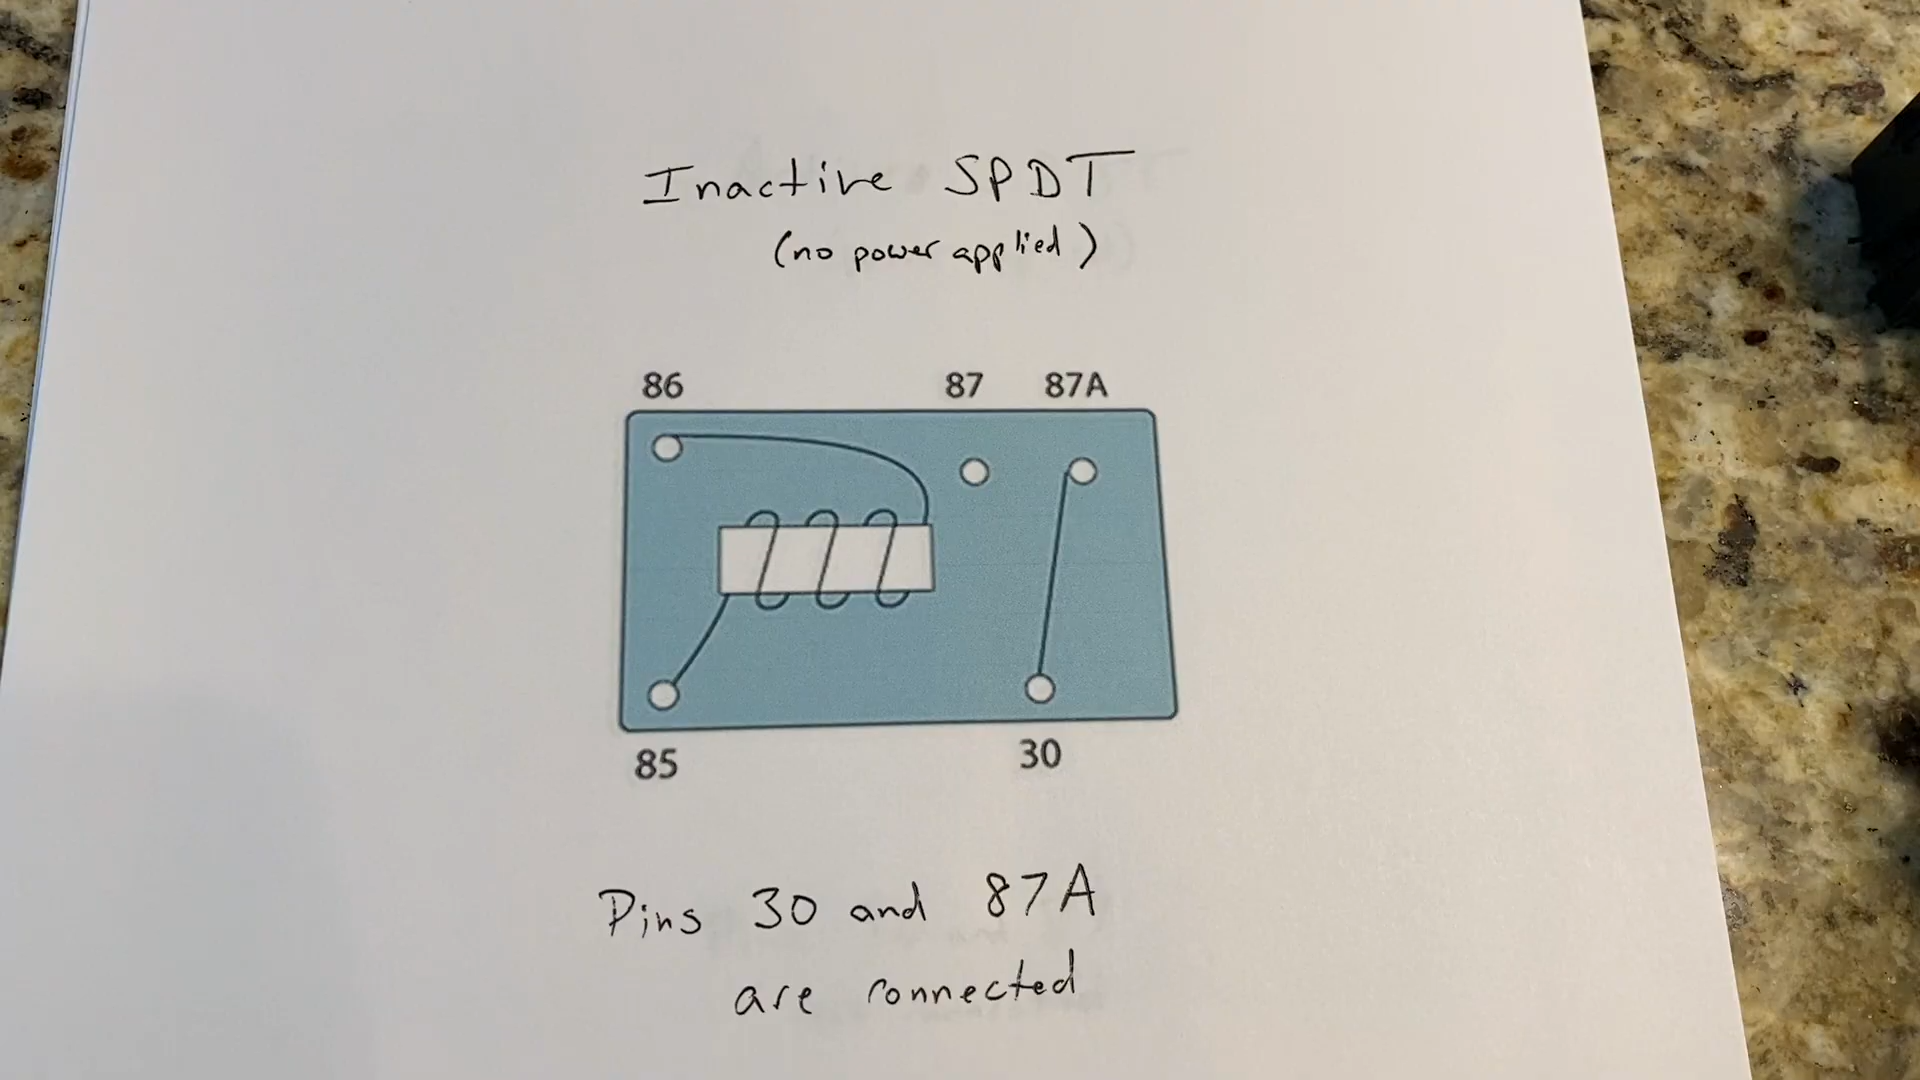 Inactive SPDT
(no power applied)
86 87 87A
85 30
Pins 30 and 87A
are connected